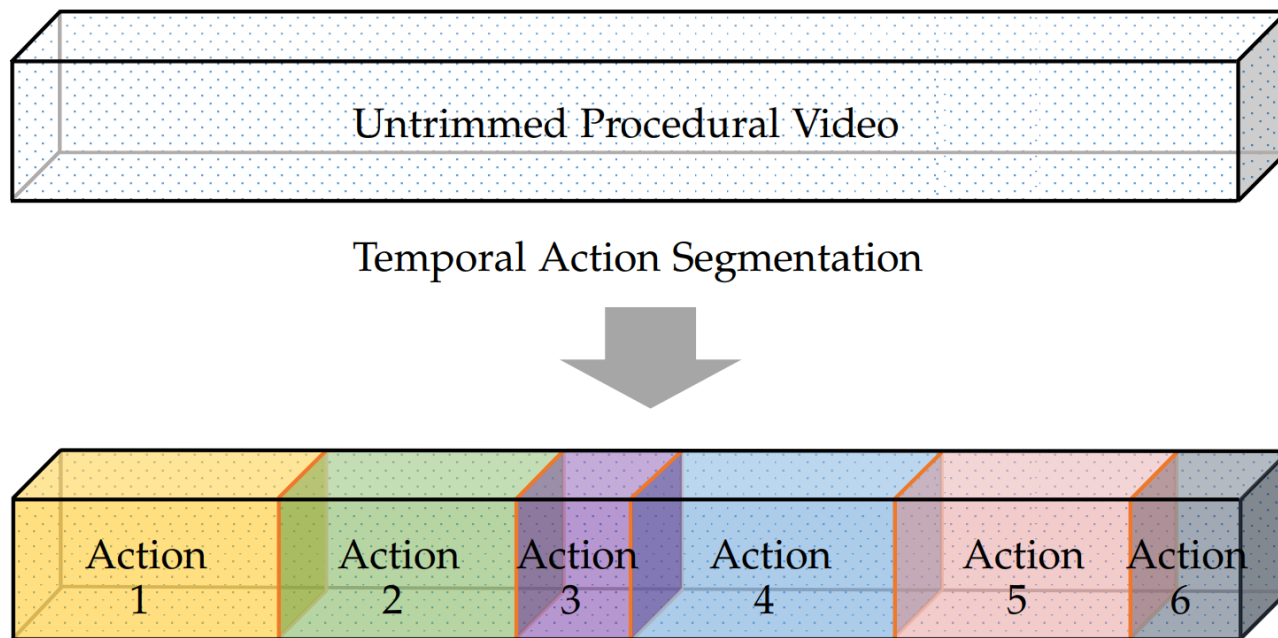 Untrimmed Procedural Video
Temporal Action Segmentation
Action Action Action Action Action Action
1 2 3 4 5 6